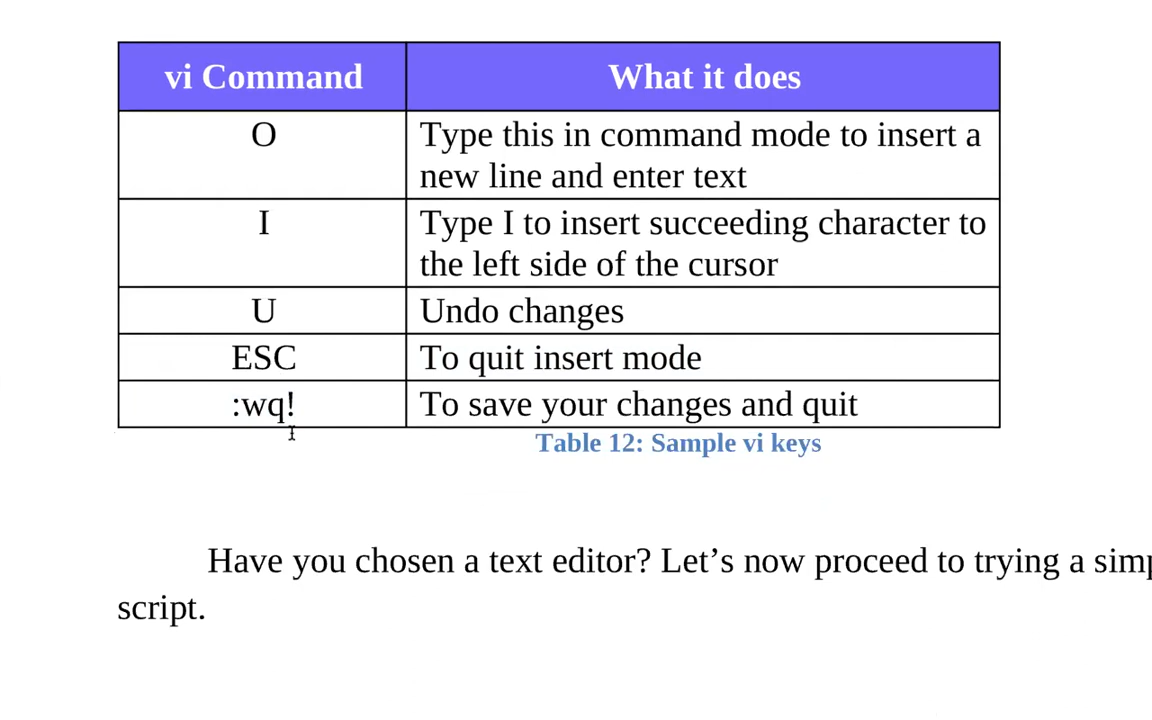 vi Command
What it does
O
Type this in command mode to insert a
new line and enter text
I
Type I to insert succeeding character to
the left side of the cursor
U
Undo changes
ESC
To quit insert mode
:wq!
To save your changes and quit
Table 12: Sample vi keys
Have you chosen a text editor? Let’s now proceed to trying a
script.